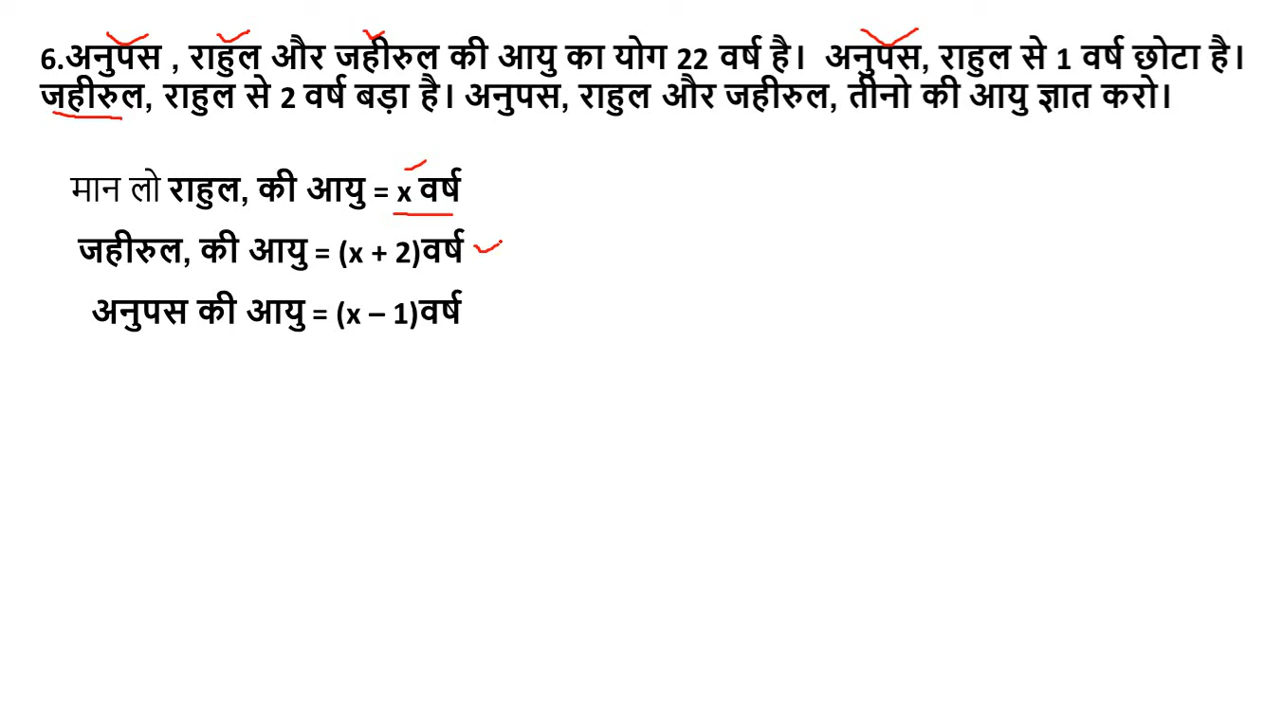 6.अनुपस , राहुल और जहीरुल की आयु का योग 22 वर्ष है। अनुपस, राहुल से 1 वर्ष छोटा है।
जहीरुल, राहुल से 2 वर्ष बड़ा है। अनुपस, राहुल और जहीरुल, तीनो की आयु ज्ञात करो।
मान लो राहुल, की आयु = x वर्ष
जहीरुल, की आयु = (x + 2)वर्ष
अनुपस की आयु = (x – 1)वर्ष